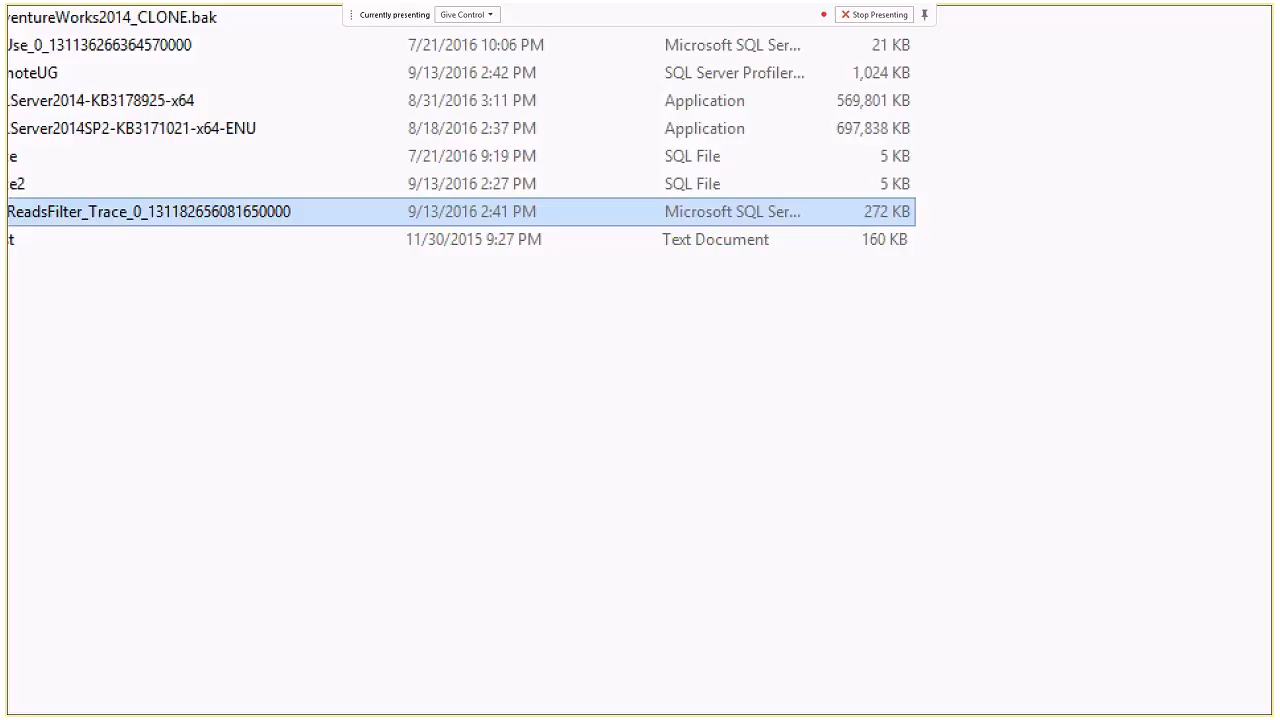 Currently presenting Give Control Stop Presenting
ventureWorks2014_CLONE.bak
Use_0_131136266364570000 7/21/2016 10:06 PM Microsoft SQL Ser... 21 KB
noteUG 9/13/2016 2:42 PM SQL Server Profiler... 1,024 KB
.Server2014-KB3178925-x64 8/31/2016 3:11 PM Application 569,801 KB
.Server2014SP2-KB3171021-x64-ENU 8/18/2016 2:37 PM Application 697,838 KB
e 7/21/2016 9:19 PM SQL File 5 KB
e2 9/13/2016 2:27 PM SQL File 5 KB
ReadsFilter_Trace_0_131182656081650000 9/13/2016 2:41 PM Microsoft SQL Ser... 272 KB
t 11/30/2015 9:27 PM Text Document 160 KB